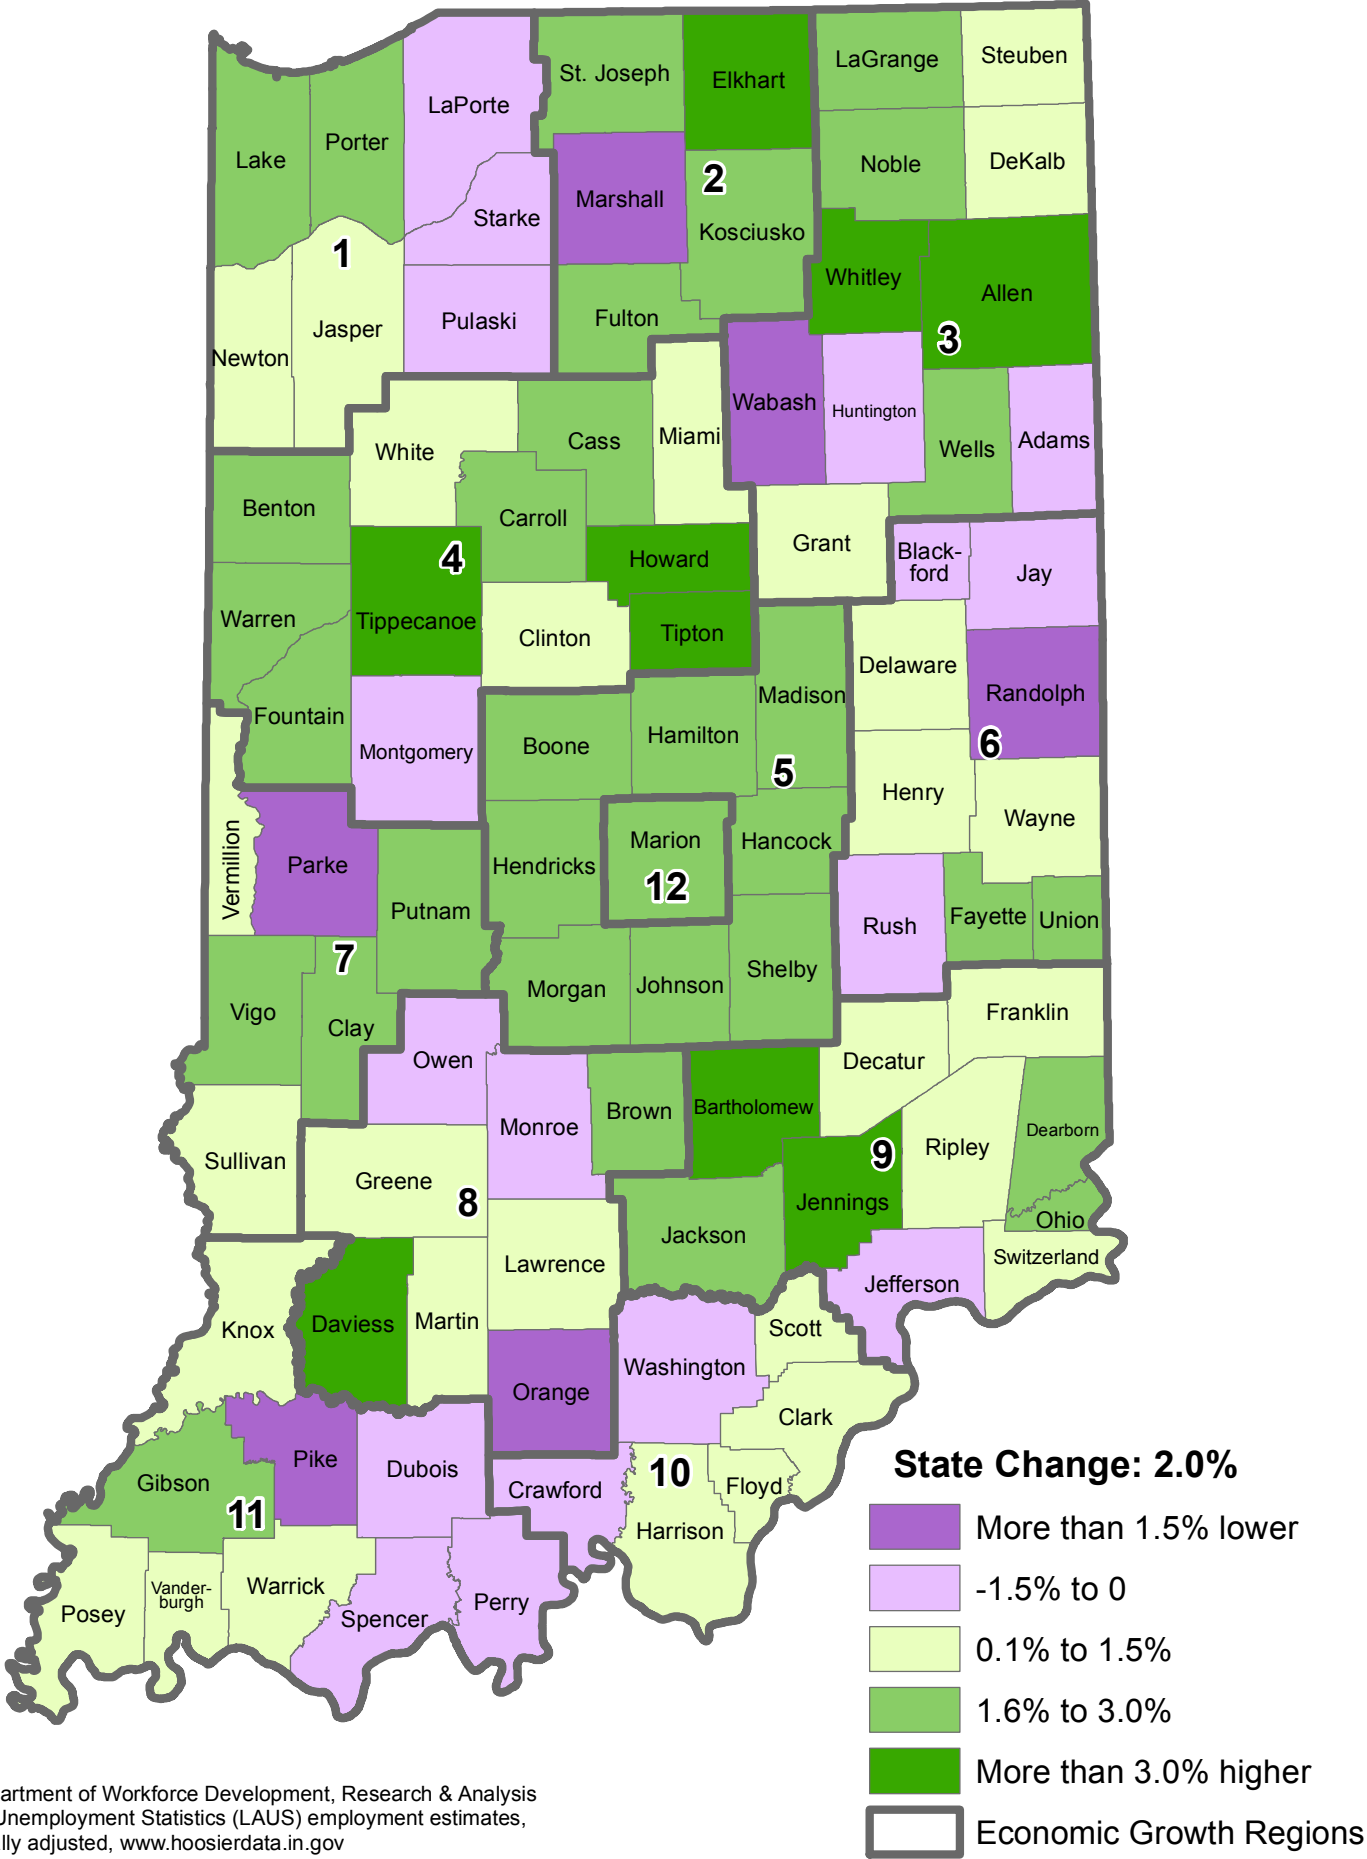 LaGrange
Steuben
St. Joseph
Elkhart
LaPorte
Porter
Lake
Noble
DeKalb
2
Marshall
Starke
Kosciusko
1
Whitley
Allen
Jasper
Pulaski
Fulton
3
Newton
Wabash
Huntington
White
Cass
Miami
Wells
Adams
Benton
Carroll
Grant
4
Howard
Black-
ford
Jay
Warren
Tippecanoe
Clinton
Tipton
Delaware
Madison
Randolph
Fountain
Montgomery
Boone
Hamilton
6
5
Henry
Wayne
Vermillion
Parke
Hendricks
Marion
12
Hancock
Putnam
Rush
Fayette
Union
7
Vigo
Clay
Morgan
Johnson
Shelby
Franklin
Owen
Decatur
Monroe
Brown
Bartholomew
Dearborn
Sullivan
Greene
8
9
Ripley
Jennings
Ohio
Jackson
Switzerland
Lawrence
Jefferson
Knox
Daviess
Martin
Scott
Washington
Orange
Clark
Pike
Dubois
Gibson
11
Crawford
10
Floyd
Harrison
Posey
Vander-
burgh
Warrick
Spencer
Perry
State Change: 2.0%
More than 1.5% lower
-1.5% to 0
0.1% to 1.5%
1.6% to 3.0%
More than 3.0% higher
Economic Growth Regions
artment of Workforce Development, Research & Analysis
Unemployment Statistics (LAUS) employment estimates,
lly adjusted, www.hoosierdata.in.gov